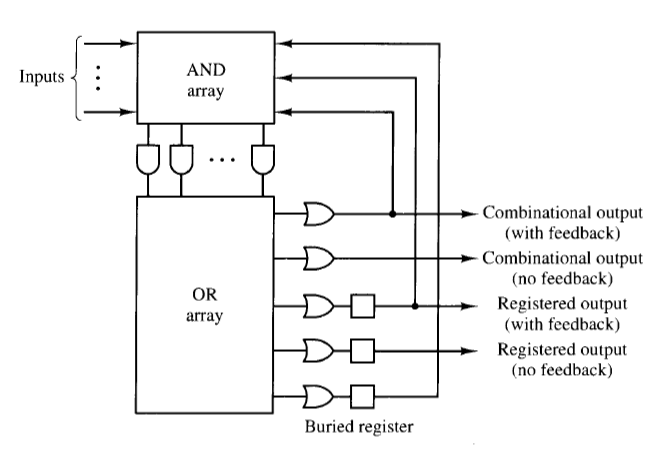 AND
array
Inputs
Combinational output
(with feedback)
Combinational output
(no feedback)
OR
array
Registered output
(with feedback)
Registered output
(no feedback)
Buried register